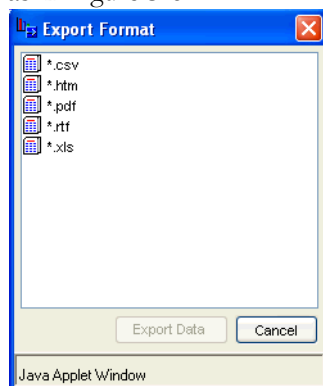 Export Format
*.csv
*.htm
*.pdf
*.rtf
*.xls
Export Data Cancel
Java Applet Window